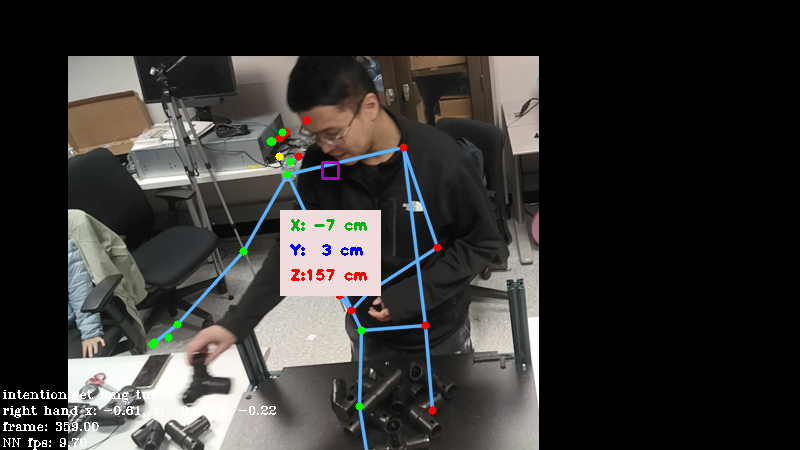 X: -7 cm
Y: 3 cm
Z:157 cm
intention:get long tube
right hand x: -0.61, y: -0.22
frame: 359.00
NN fps: 9.70